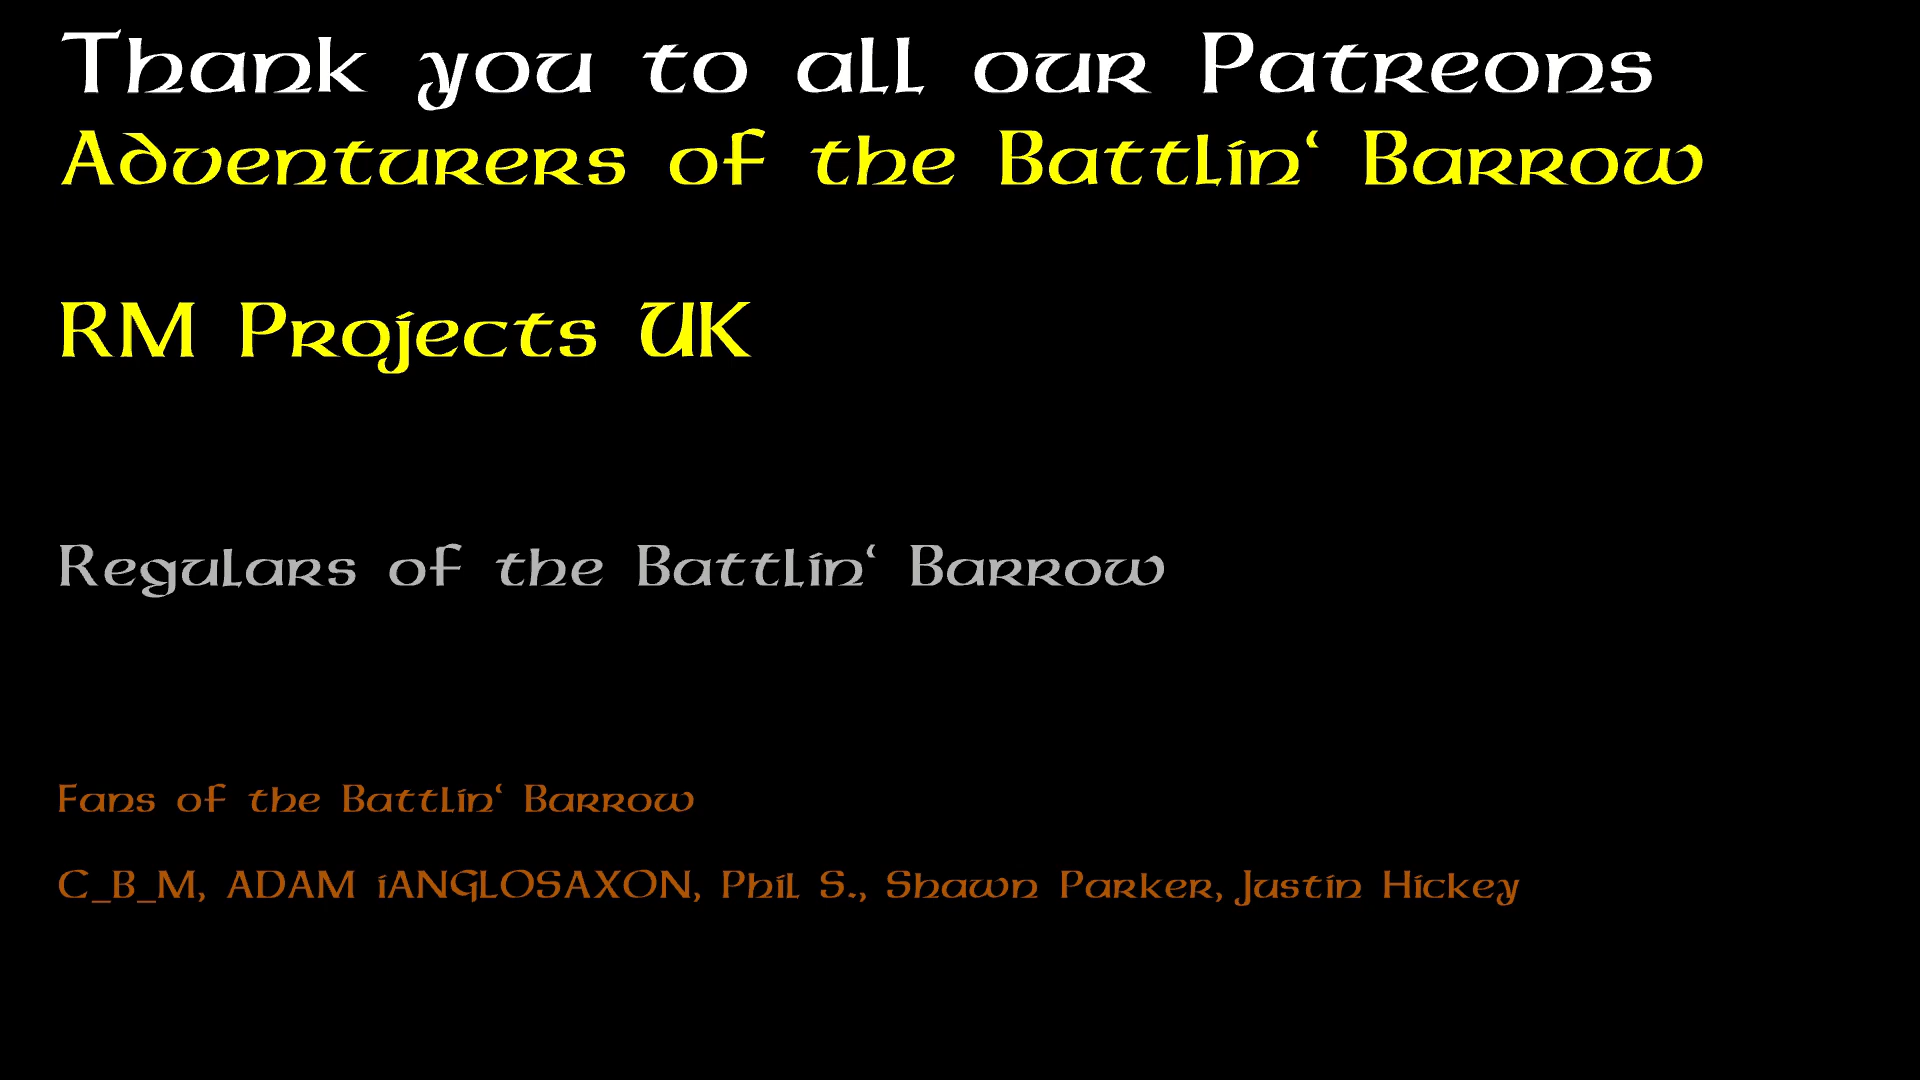 Thank you to all our Patreons
Adventurers of the Battlin‘ Barrow
RM Projects UK
Regulars of the Battlin‘ Barrow
Fans of the Battlin‘ Barrow
C_B_M, ADAM iANGLOSAXON, Phil S., Shawn Parker, Justin Hickey